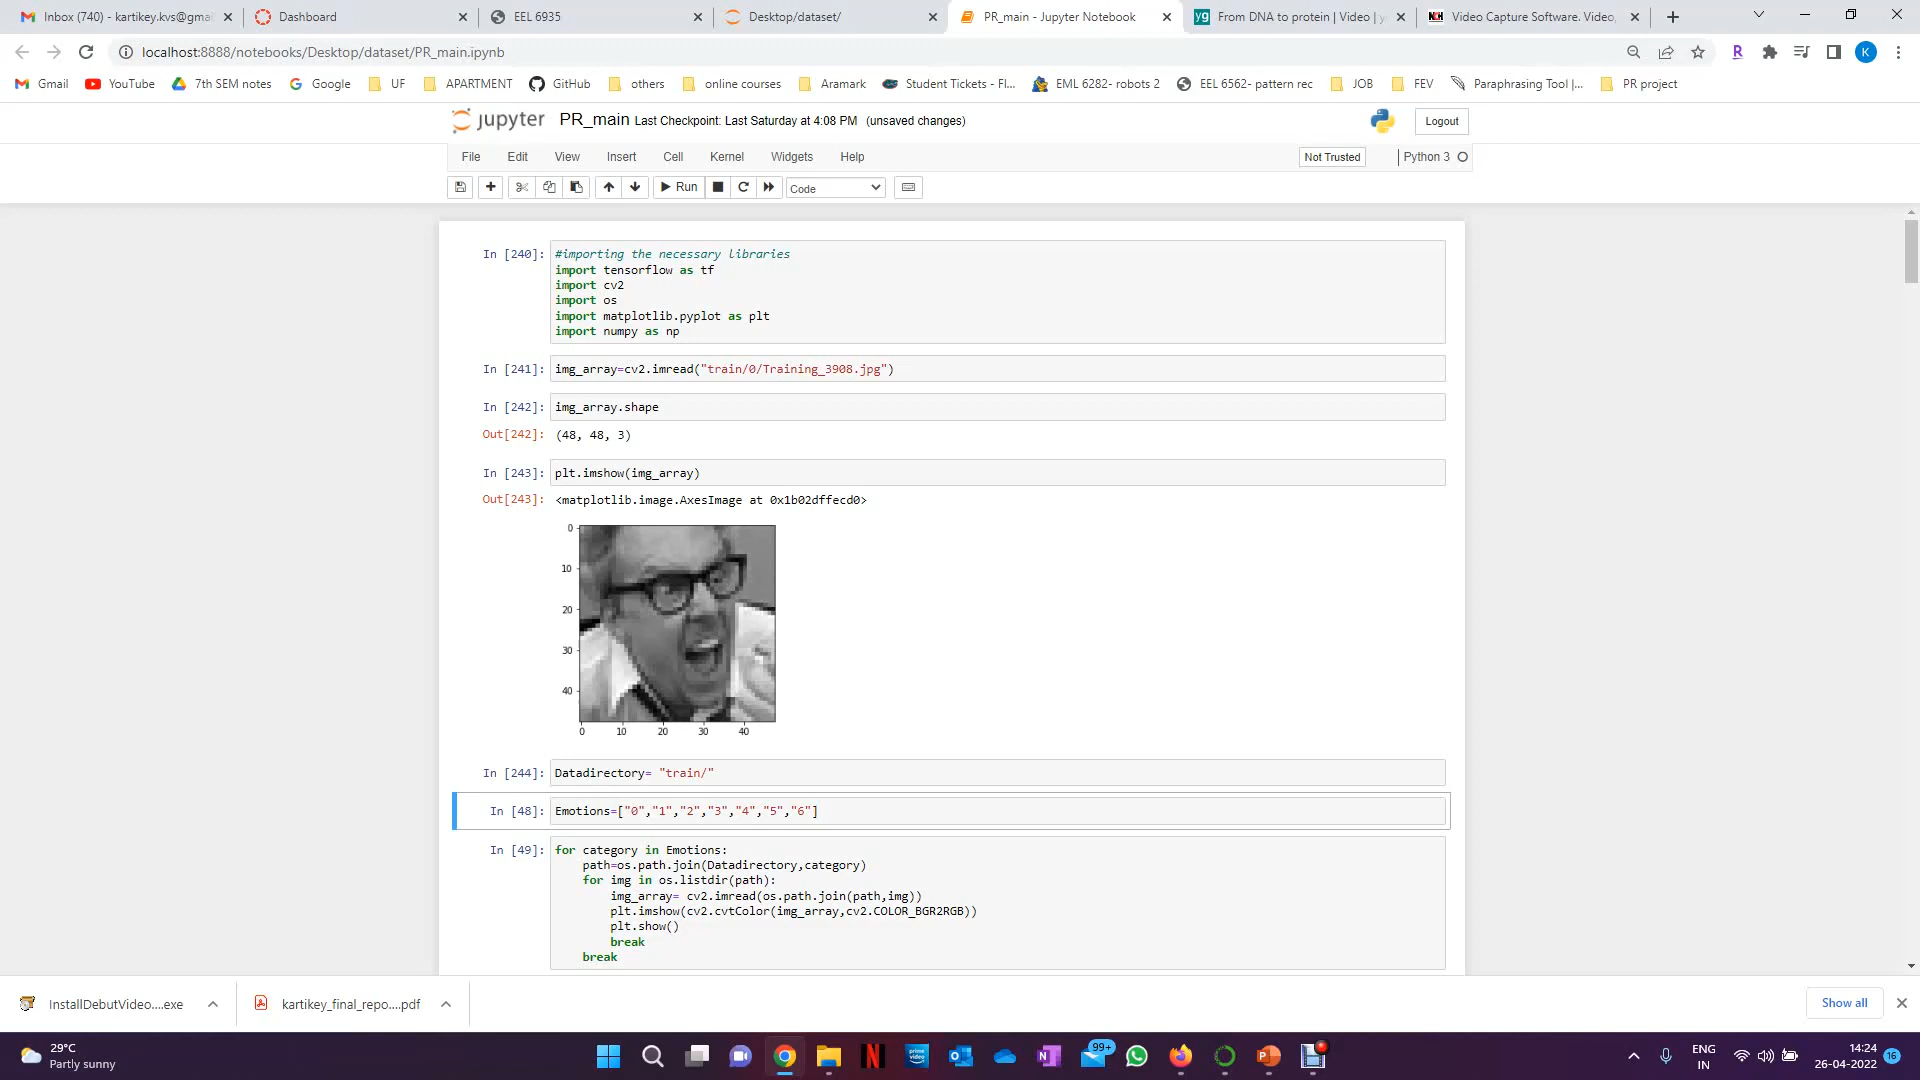 Inbox (740) - kartikey.kvs@gmai
Dashboard
EEL 6935
Desktop/dataset/
PR_main - Jupyter Notebook
yg From DNA to protein | Video | y
NCH Video Capture Software. Video,
localhost:8888/notebooks/Desktop/dataset/PR_main.ipynb
R
K
Gmail
YouTube
7th SEM notes
Google
UF
APARTMENT
GitHub
others
online courses
Aramark
Student Tickets - Fl...
EML 6282- robots 2
EEL 6562- pattern rec
JOB
FEV
Paraphrasing Tool |...
PR project
jupyter PR_main Last Checkpoint: Last Saturday at 4:08 PM (unsaved changes)
Logout
File Edit View Insert Cell Kernel Widgets Help
Not Trusted
Python 3
Run
Code
In [240]: #importing the necessary libraries
import tensorflow as tf
import cv2
import os
import matplotlib.pyplot as plt
import numpy as np
In [241]: img_array=cv2.imread("train/0/Training_3908.jpg")
In [242]: img_array.shape
Out[242]: (48, 48, 3)
In [243]: plt.imshow(img_array)
Out[243]: <matplotlib.image.AxesImage at 0x1b02dffecd0>
0
10
20
30
40
0 10 20 30 40
In [244]: Datadirectory= "train/"
In [48]: Emotions=["0","1","2","3","4","5","6"]
In [49]: for category in Emotions:
path=os.path.join(Datadirectory,category)
for img in os.listdir(path):
img_array= cv2.imread(os.path.join(path,img))
plt.imshow(cv2.cvtColor(img_array,cv2.COLOR_BGR2RGB))
plt.show()
break
break
InstallDebutVideo....exe
kartikey_final_repo....pdf
Show all
29°C
Partly sunny
prime video
99+
ENG
IN
14:24
26-04-2022
16